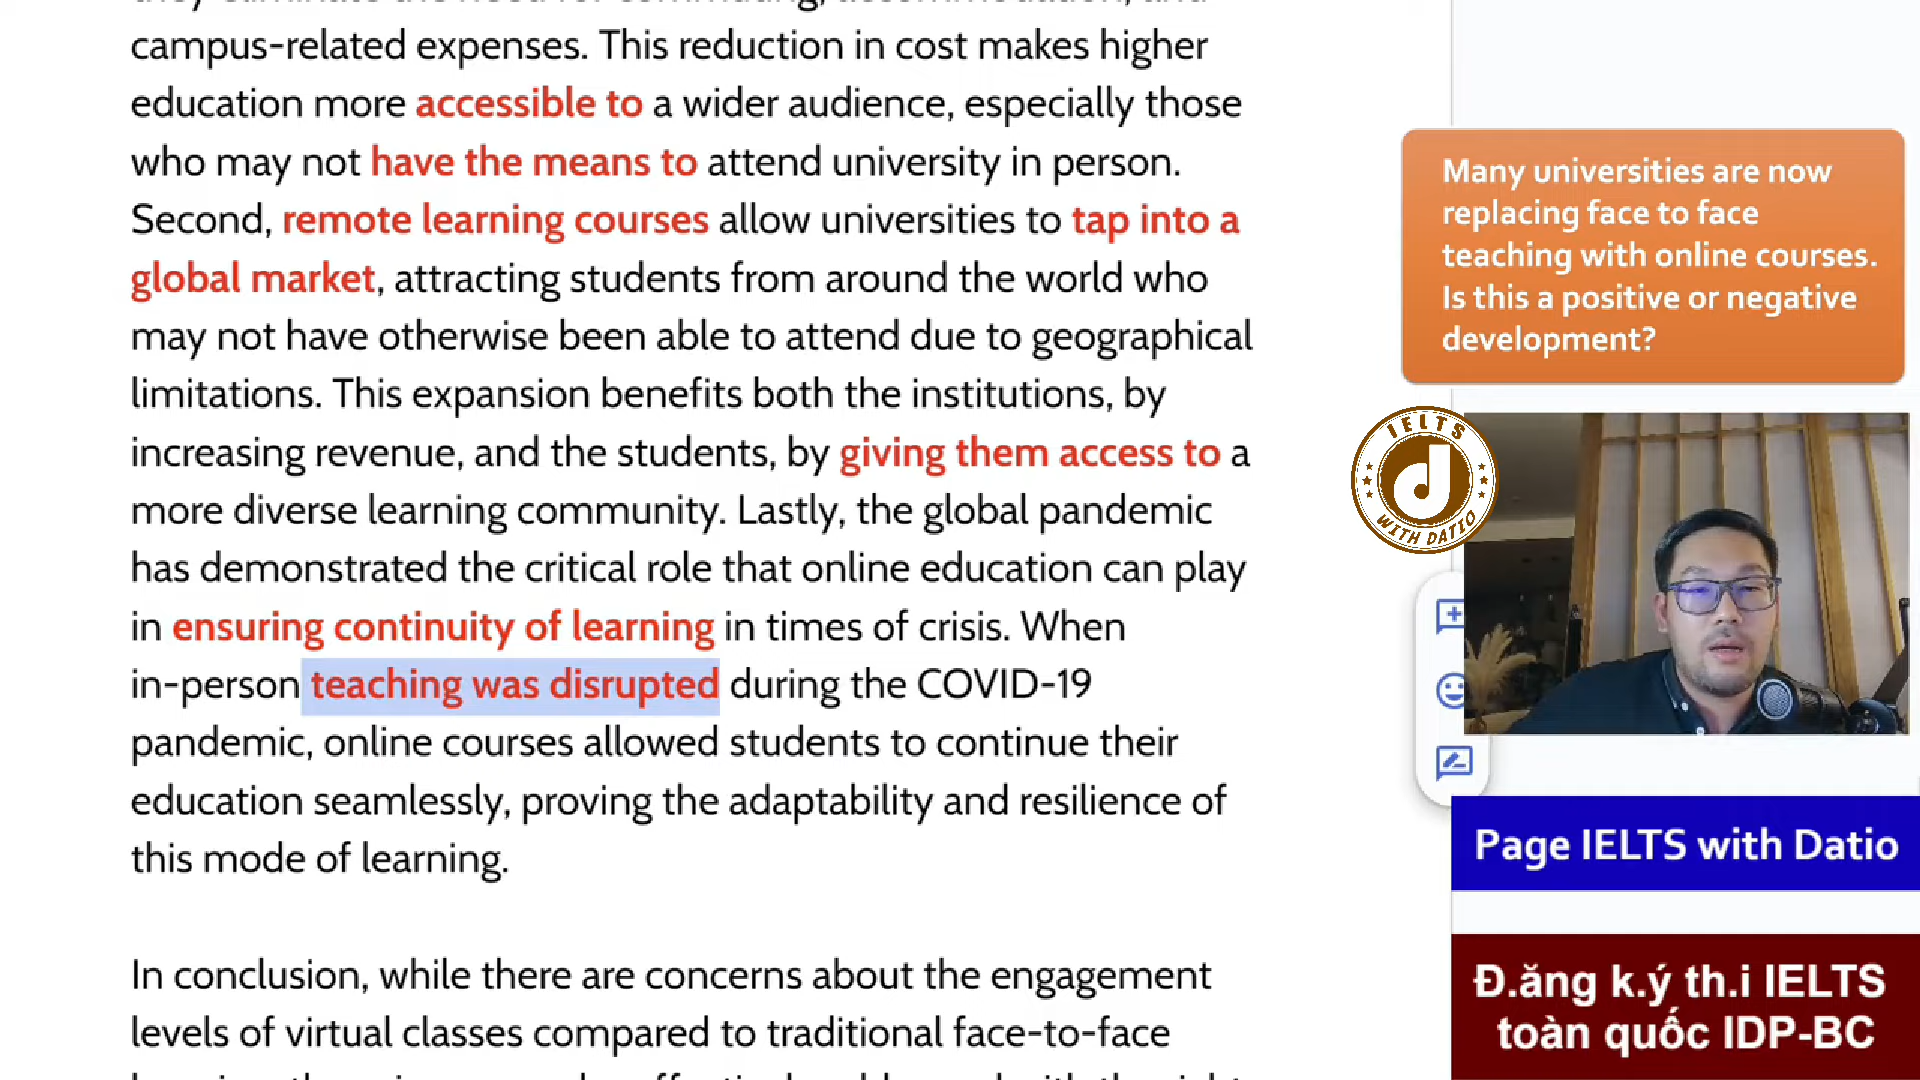 campus-related expenses. This reduction in cost makes higher
education more accessible to a wider audience, especially those
who may not have the means to attend university in person.
Second, remote learning courses allow universities to tap into a
global market, attracting students from around the world who
may not have otherwise been able to attend due to geographical
limitations. This expansion benefits both the institutions, by
increasing revenue, and the students, by giving them access to a
more diverse learning community. Lastly, the global pandemic
has demonstrated the critical role that online education can play
in ensuring continuity of learning in times of crisis. When
in-person teaching was disrupted during the COVID-19
pandemic, online courses allowed students to continue their
education seamlessly, proving the adaptability and resilience of
this mode of learning.
In conclusion, while there are concerns about the engagement
levels of virtual classes compared to traditional face-to-face
Many universities are now
replacing face to face
teaching with online courses.
Is this a positive or negative
development?
IELTS
WITH DATIO
Page IELTS with Datio
Đ.ăng k.ý th.i IELTS
toàn quốc IDP-BC